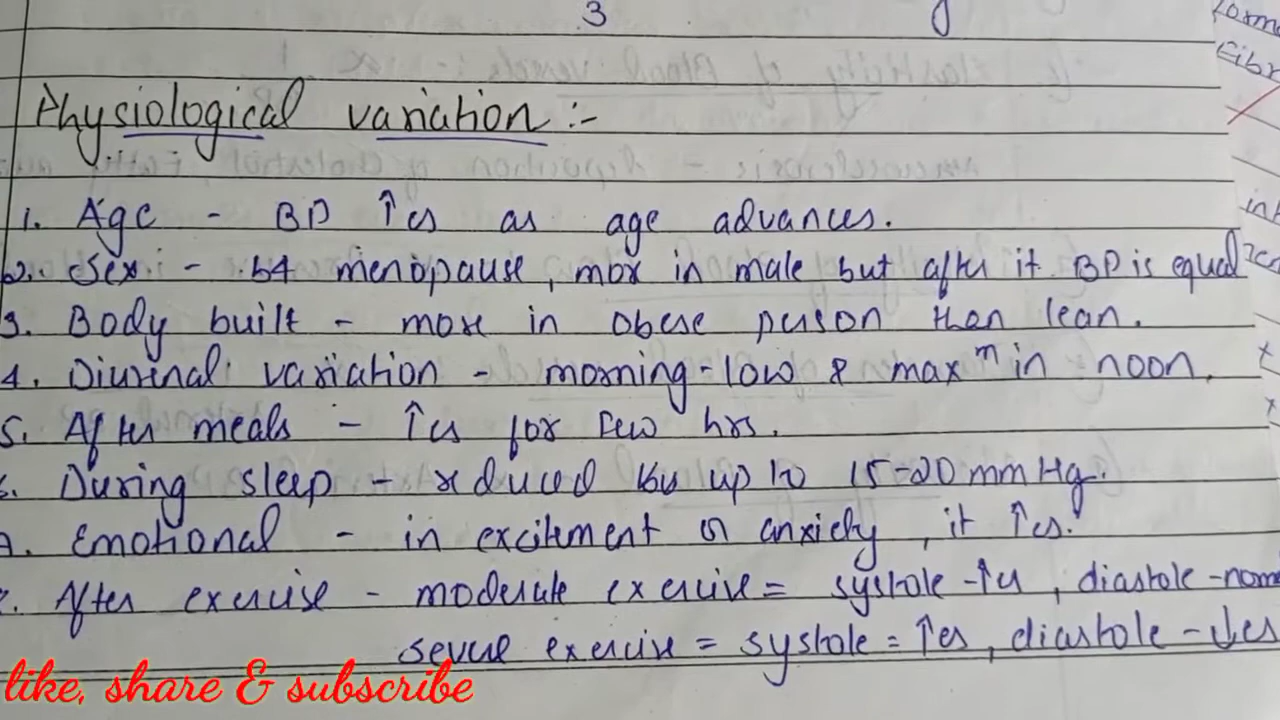 3
Physiological variation :-
1. Age - BP ↑es as age advances.
2. Sex - b4 menopause, more in male but after it BP is equal
3. Body built - more in obese person then lean.
4. Diurinal variation - morning-low & maxᵐ in noon.
5. After meals - ↑es for few hrs.
6. During sleep - reduced by up to 15-20 mm Hg.
7. Emotional - in excitement or anxiety, it ↑es.
8. After exercise - moderate exercise = systole -↑es, diastole -norm
severe exercise = systole = ↑es, diastole - ↓es
like, share & subscribe